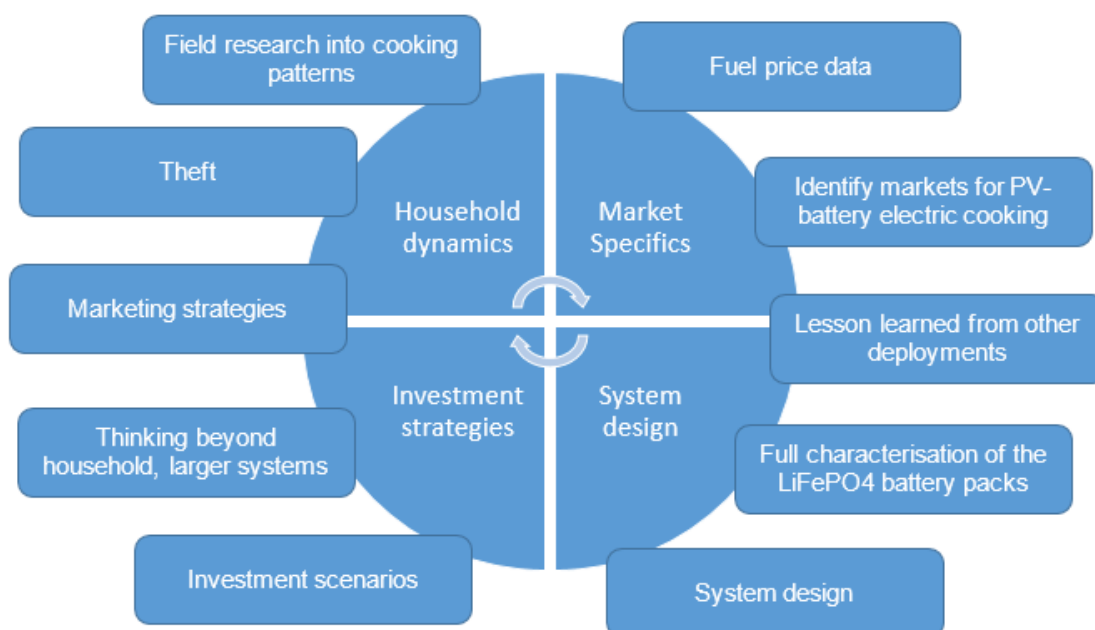 Field research into cooking
patterns
Fuel price data
Theft
Identify markets for PV-
battery electric cooking
Household
dynamics
Market
Specifics
Marketing strategies
Lesson learned from other
deployments
Investment
strategies
System
design
Thinking beyond
household, larger systems
Full characterisation of the
LiFePO4 battery packs
Investment scenarios
System design